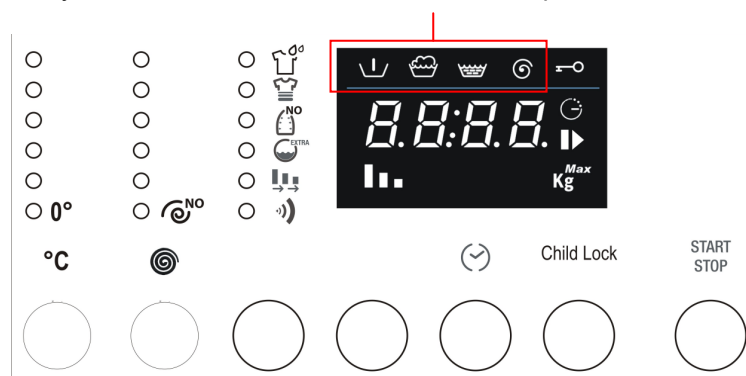 NO
EXTRA
8.8:8.8.
Max
Kg
0°
NO
°C
Child Lock
START
STOP